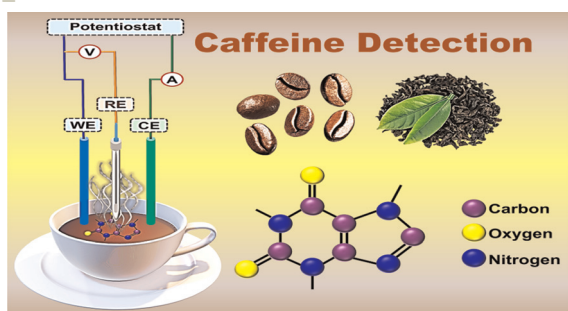 Potentiostat
Caffeine Detection
V
A
RE
WE
CE
Carbon
Oxygen
Nitrogen